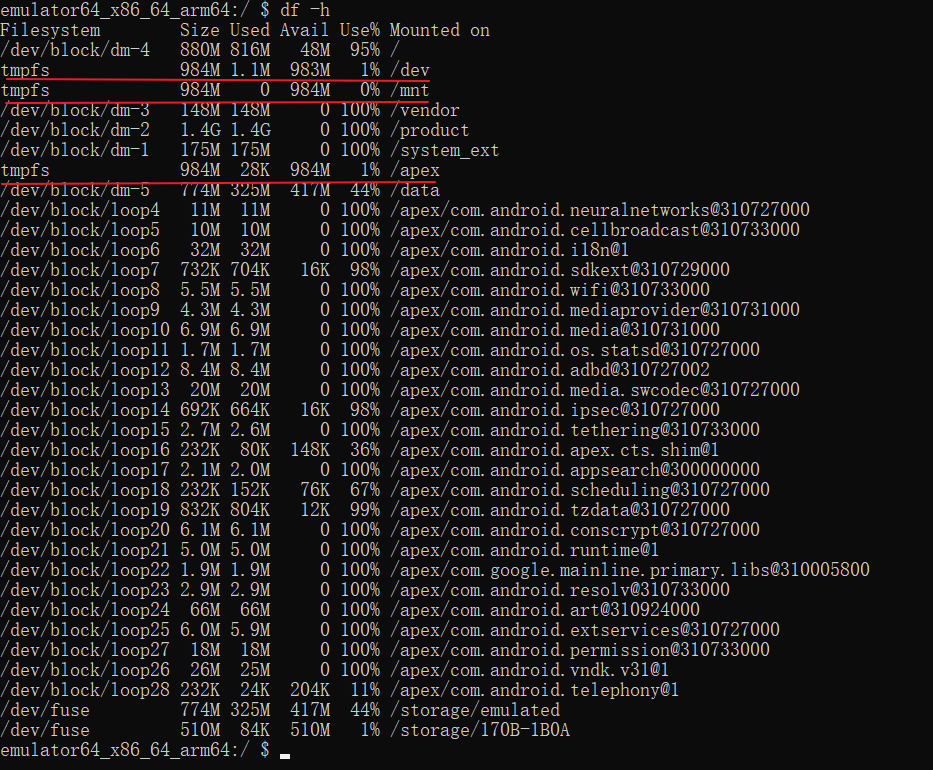 emulator64_x86_64_arm64:/ $ df -h
Filesystem        Size Used Avail Use% Mounted on
/dev/block/dm-4   880M 816M   48M  95% /
tmpfs             984M 1.1M  983M   1% /dev
tmpfs             984M    0  984M   0% /mnt
/dev/block/dm-3   148M 148M     0 100% /vendor
/dev/block/dm-2   1.4G 1.4G     0 100% /product
/dev/block/dm-1   175M 175M     0 100% /system_ext
tmpfs             984M  28K  984M   1% /apex
/dev/block/dm-5   774M 325M  417M  44% /data
/dev/block/loop4   11M  11M     0 100% /apex/com.android.neuralnetworks@310727000
/dev/block/loop5   10M  10M     0 100% /apex/com.android.cellbroadcast@310733000
/dev/block/loop6   32M  32M     0 100% /apex/com.android.i18n@1
/dev/block/loop7  732K 704K   16K  98% /apex/com.android.sdkext@310729000
/dev/block/loop8  5.5M 5.5M     0 100% /apex/com.android.wifi@310733000
/dev/block/loop9  4.3M 4.3M     0 100% /apex/com.android.mediaprovider@310731000
/dev/block/loop10 6.9M 6.9M     0 100% /apex/com.android.media@310731000
/dev/block/loop11 1.7M 1.7M     0 100% /apex/com.android.os.statsd@310727000
/dev/block/loop12 8.4M 8.4M     0 100% /apex/com.android.adbd@310727002
/dev/block/loop13  20M  20M     0 100% /apex/com.android.media.swcodec@310727000
/dev/block/loop14 692K 664K   16K  98% /apex/com.android.ipsec@310727000
/dev/block/loop15 2.7M 2.6M     0 100% /apex/com.android.tethering@310733000
/dev/block/loop16 232K  80K  148K  36% /apex/com.android.apex.cts.shim@1
/dev/block/loop17 2.1M 2.0M     0 100% /apex/com.android.appsearch@300000000
/dev/block/loop18 232K 152K   76K  67% /apex/com.android.scheduling@310727000
/dev/block/loop19 832K 804K   12K  99% /apex/com.android.tzdata@310727000
/dev/block/loop20 6.1M 6.1M     0 100% /apex/com.android.conscrypt@310727000
/dev/block/loop21 5.0M 5.0M     0 100% /apex/com.android.runtime@1
/dev/block/loop22 1.9M 1.9M     0 100% /apex/com.google.mainline.primary.libs@310005800
/dev/block/loop23 2.9M 2.9M     0 100% /apex/com.android.resolv@310733000
/dev/block/loop24  66M  66M     0 100% /apex/com.android.art@310924000
/dev/block/loop25 6.0M 5.9M     0 100% /apex/com.android.extservices@310727000
/dev/block/loop27  18M  18M     0 100% /apex/com.android.permission@310733000
/dev/block/loop26  26M  25M     0 100% /apex/com.android.vndk.v31@1
/dev/block/loop28 232K  24K  204K  11% /apex/com.android.telephony@1
/dev/fuse         774M 325M  417M  44% /storage/emulated
/dev/fuse         510M  84K  510M   1% /storage/170B-1B0A
emulator64_x86_64_arm64:/ $